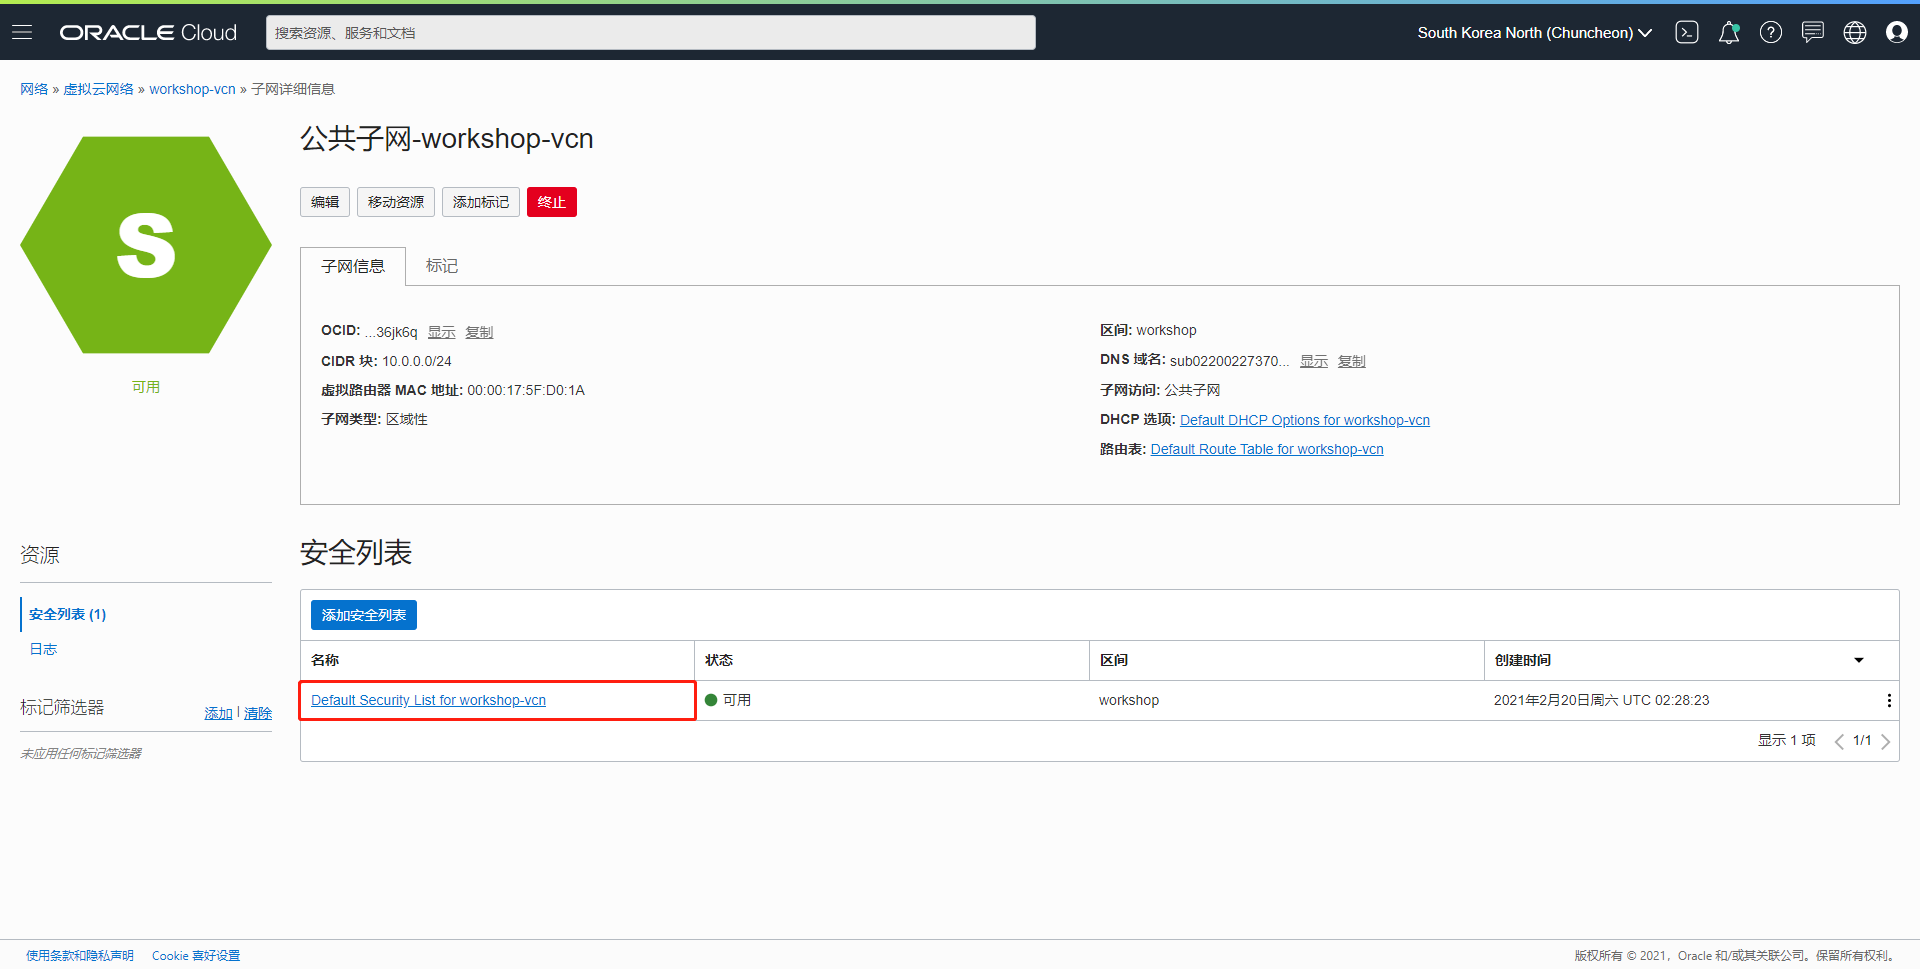 ORACLE Cloud
搜索资源、服务和文档
South Korea North (Chuncheon)
网络 » 虚拟云网络 » workshop-vcn » 子网详细信息
S
可用
公共子网-workshop-vcn
编辑 移动资源 添加标记 终止
子网信息 标记
OCID: ...36jk6q 显示 复制
CIDR 块: 10.0.0.0/24
虚拟路由器 MAC 地址: 00:00:17:5F:D0:1A
子网类型: 区域性
区间: workshop
DNS 域名: sub02200227370... 显示 复制
子网访问: 公共子网
DHCP 选项: Default DHCP Options for workshop-vcn
路由表: Default Route Table for workshop-vcn
资源
安全列表 (1)
日志
标记筛选器 添加 | 清除
未应用任何标记筛选器
安全列表
添加安全列表
名称 状态 区间 创建时间
Default Security List for workshop-vcn 可用 workshop 2021年2月20日周六 UTC 02:28:23
显示 1 项 1/1
使用条款和隐私声明 Cookie 喜好设置
版权所有 © 2021，Oracle 和/或其关联公司。保留所有权利。